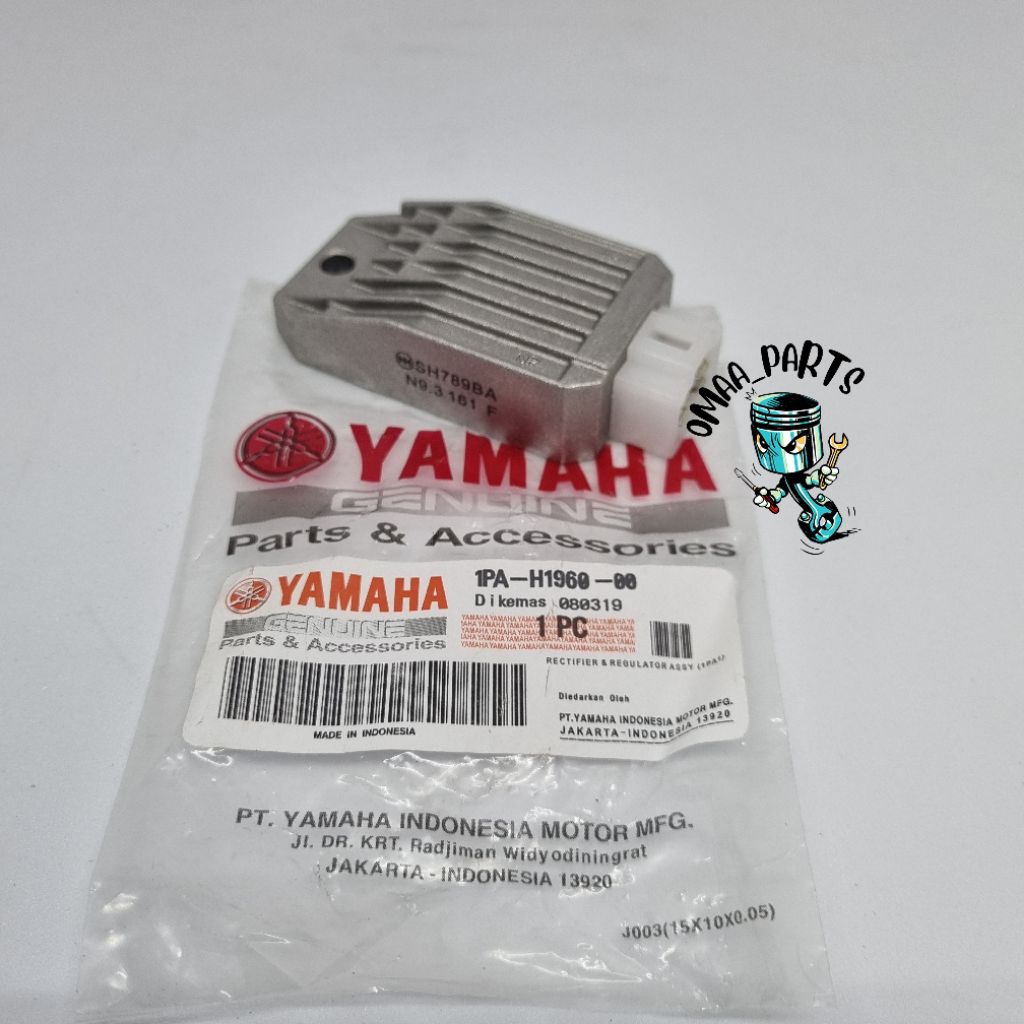 SH789BA
N9.3 161 F
OMAA_PARTS
YAMAHA
GENUINE
Parts & Accessories
YAMAHA
GENUINE
Parts & Accessories
1PA-H1960-00
Dikemas 080319
1 PC
RECTIFIER & REGULATOR ASSY
MADE IN INDONESIA
Diedarkan Oleh
PT.YAMAHA INDONESIA MOTOR MFG.
JAKARTA-INDONESIA 13920
PT. YAMAHA INDONESIA MOTOR MFG.
Jl. DR. KRT. Radjiman Widyodiningrat
JAKARTA - INDONESIA 13920
J003(15X10X0.05)